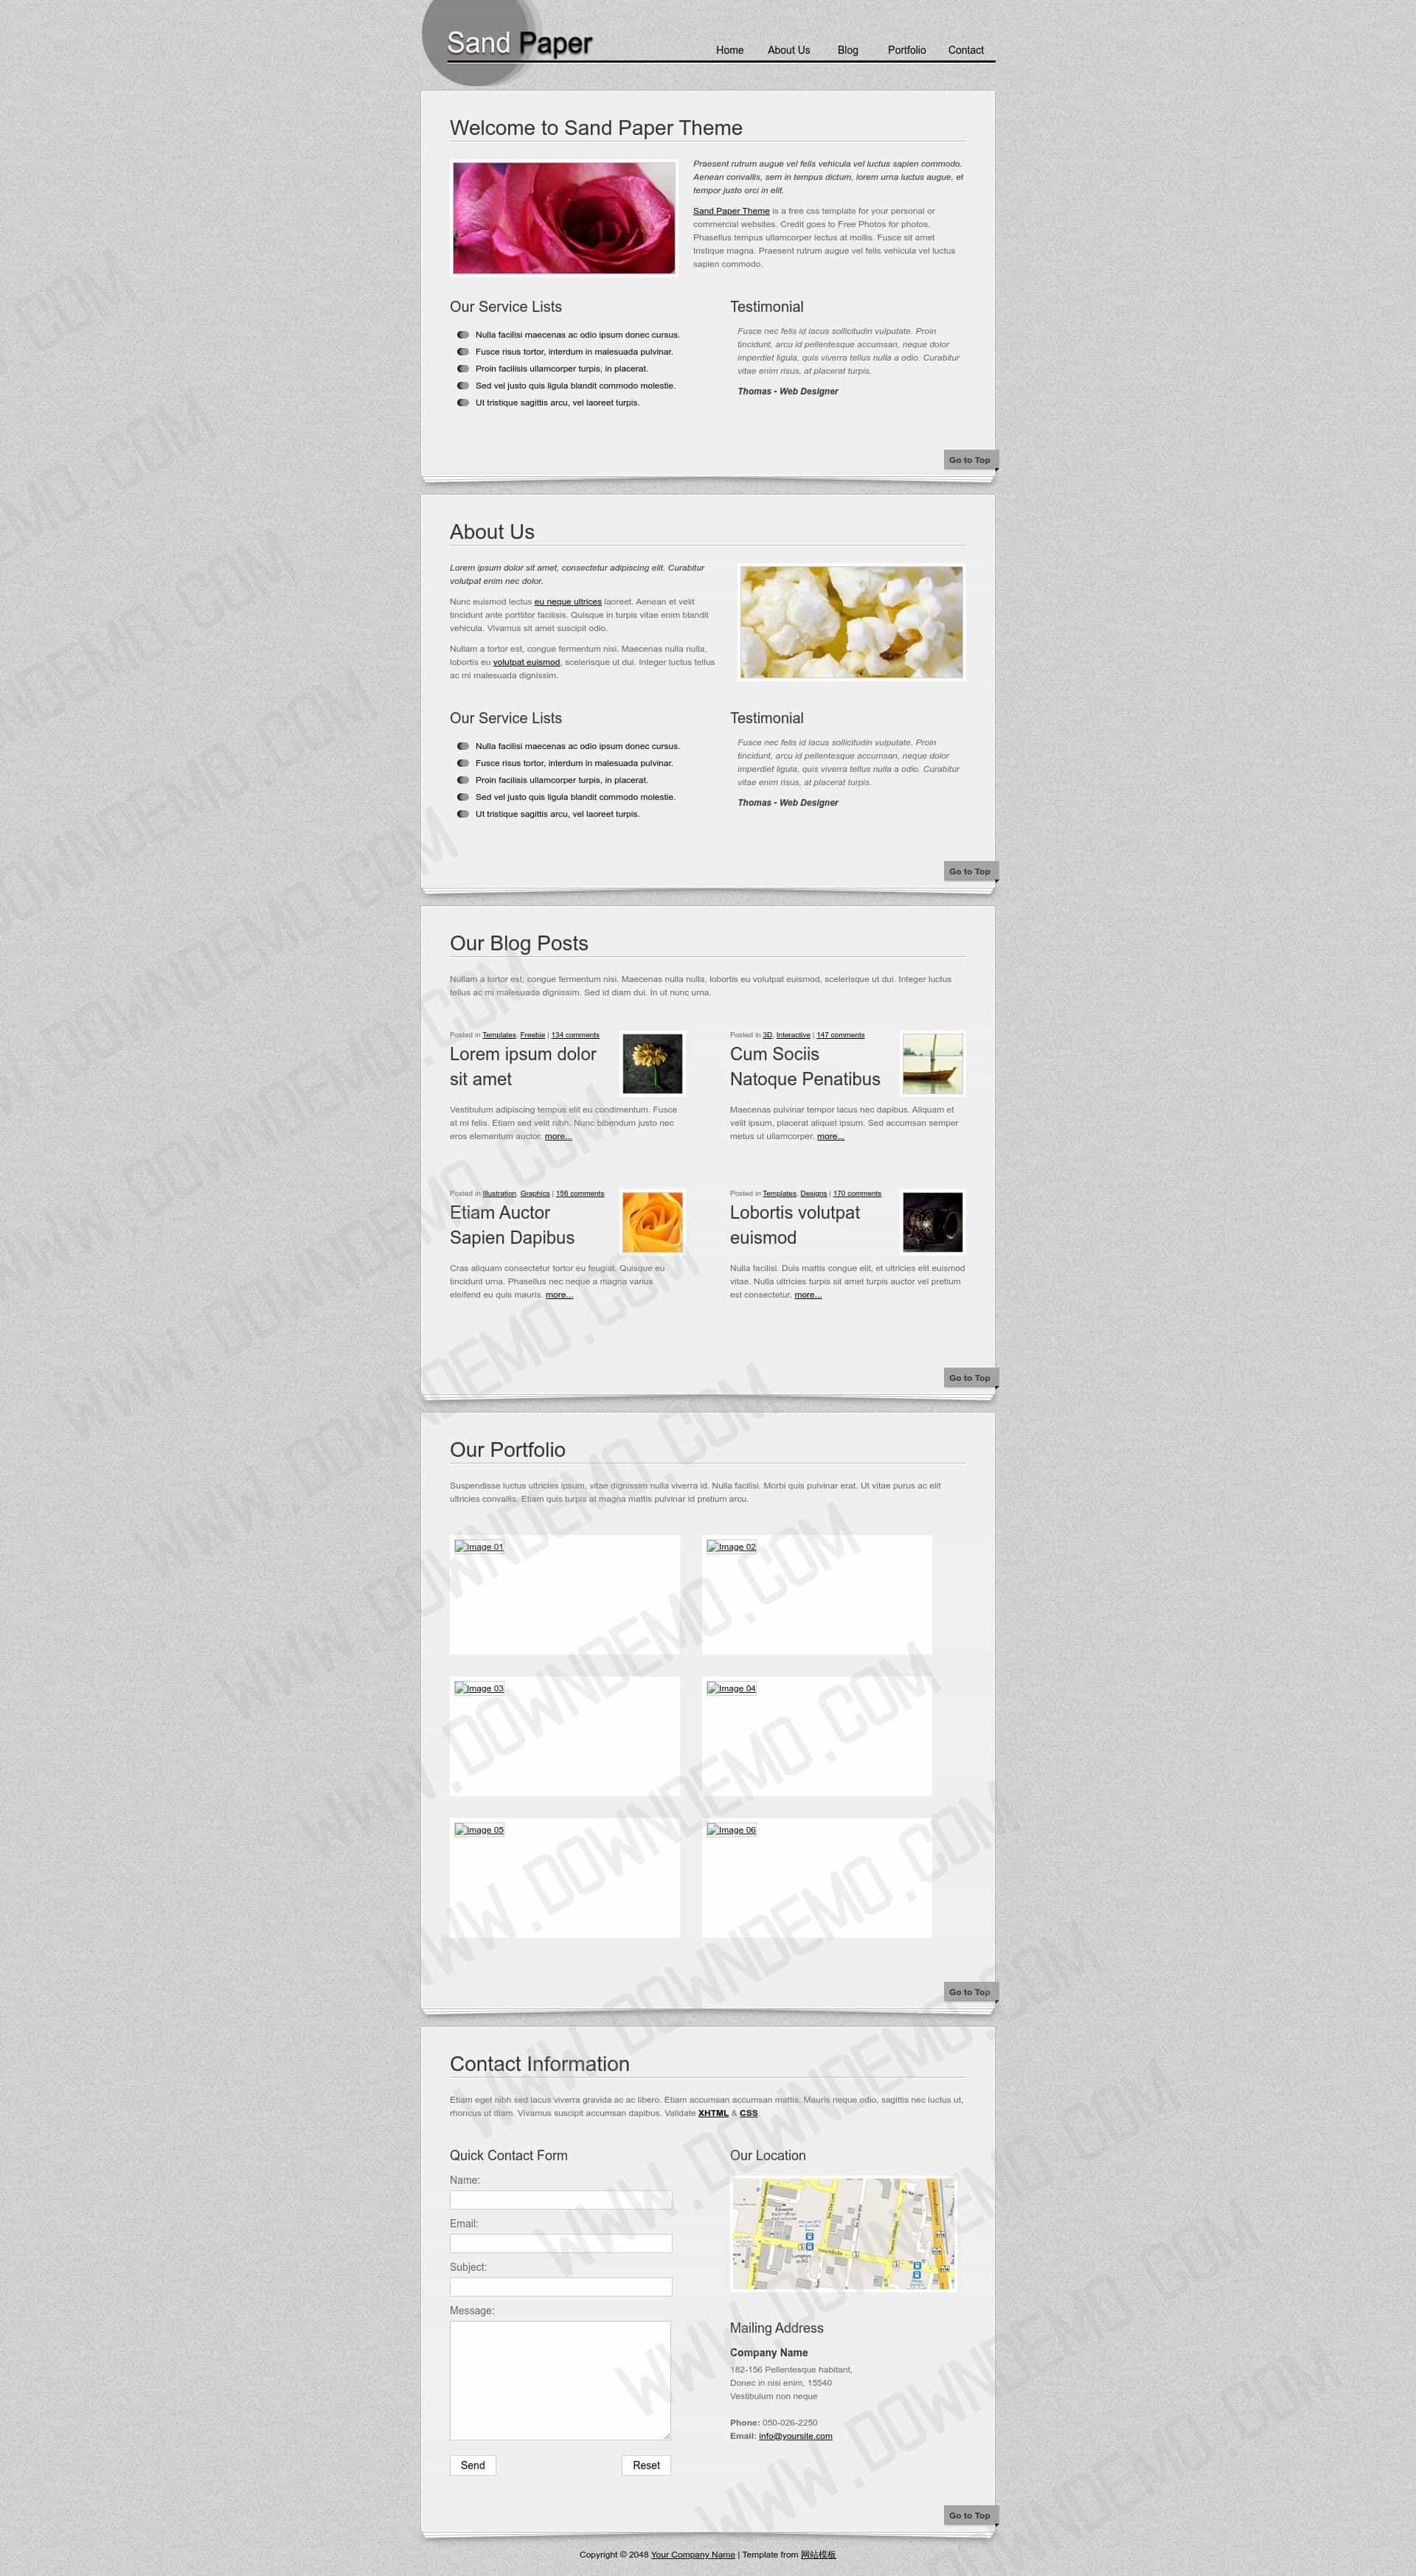 Sand Paper
Home About Us Blog Portfolio Contact
Welcome to Sand Paper Theme
Praesent rutrum augue vel felis vehicula vel luctus sapien commodo.
Aenean convallis, sem in tempus dictum, lorem urna luctus augue, et
tempor justo orci in elit.
Sand Paper Theme is a free css template for your personal or
commercial websites. Credit goes to Free Photos for photos.
Phasellus tempus ullamcorper lectus at mollis. Fusce sit amet
tristique magna. Praesent rutrum augue vel felis vehicula vel luctus
sapien commodo.
Our Service Lists
Nulla facilisi maecenas ac odio ipsum donec cursus.
Fusce risus tortor, interdum in malesuada pulvinar.
Proin facilisis ullamcorper turpis, in placerat.
Sed vel justo quis ligula blandit commodo molestie.
Ut tristique sagittis arcu, vel laoreet turpis.
Testimonial
Fusce nec felis id lacus sollicitudin vulputate. Proin
tincidunt, arcu id pellentesque accumsan, neque dolor
imperdiet ligula, quis viverra tellus nulla a odio. Curabitur
vitae enim risus, at placerat turpis.
Thomas - Web Designer
Go to Top
About Us
Lorem ipsum dolor sit amet, consectetur adipiscing elit. Curabitur
volutpat enim nec dolor.
Nunc euismod lectus eu neque ultrices laoreet. Aenean et velit
tincidunt ante porttitor facilisis. Quisque in turpis vitae enim blandit
vehicula. Vivamus sit amet suscipit odio.
Nullam a tortor est, congue fermentum nisi. Maecenas nulla nulla,
lobortis eu volutpat euismod, scelerisque ut dui. Integer luctus tellus
ac mi malesuada dignissim.
Our Service Lists
Nulla facilisi maecenas ac odio ipsum donec cursus.
Fusce risus tortor, interdum in malesuada pulvinar.
Proin facilisis ullamcorper turpis, in placerat.
Sed vel justo quis ligula blandit commodo molestie.
Ut tristique sagittis arcu, vel laoreet turpis.
Testimonial
Fusce nec felis id lacus sollicitudin vulputate. Proin
tincidunt, arcu id pellentesque accumsan, neque dolor
imperdiet ligula, quis viverra tellus nulla a odio. Curabitur
vitae enim risus, at placerat turpis.
Thomas - Web Designer
Go to Top
Our Blog Posts
Nullam a tortor est, congue fermentum nisi. Maecenas nulla nulla, lobortis eu volutpat euismod, scelerisque ut dui. Integer luctus
tellus ac mi malesuada dignissim. Sed id diam dui. In ut nunc urna.
Posted in Templates, Freebie | 134 comments
Lorem ipsum dolor
sit amet
Vestibulum adipiscing tempus elit eu condimentum. Fusce
at mi felis. Etiam sed velit nibh. Nunc bibendum justo nec
eros elementum auctor. more...
Posted in 3D, Interactive | 147 comments
Cum Sociis
Natoque Penatibus
Maecenas pulvinar tempor lacus nec dapibus. Aliquam et
velit ipsum, placerat aliquet ipsum. Sed accumsan semper
metus ut ullamcorper. more...
Posted in Illustration, Graphics | 156 comments
Etiam Auctor
Sapien Dapibus
Cras aliquam consectetur tortor eu feugiat. Quisque eu
tincidunt urna. Phasellus nec neque a magna varius
eleifend eu quis mauris. more...
Posted in Templates, Designs | 170 comments
Lobortis volutpat
euismod
Nulla facilisi. Duis mattis congue elit, et ultricies elit euismod
vitae. Nulla ultricies turpis sit amet turpis auctor vel pretium
est consectetur. more...
Go to Top
Our Portfolio
Suspendisse luctus ultricies ipsum, vitae dignissim nulla viverra id. Nulla facilisi. Morbi quis pulvinar erat. Ut vitae purus ac elit
ultricies convallis. Etiam quis turpis at magna mattis pulvinar id pretium arcu.
Image 01
Image 02
Image 03
Image 04
Image 05
Image 06
Go to Top
Contact Information
Etiam eget nibh sed lacus viverra gravida ac ac libero. Etiam accumsan accumsan mattis. Mauris neque odio, sagittis nec luctus ut,
rhoncus ut diam. Vivamus suscipit accumsan dapibus. Validate XHTML & CSS.
Quick Contact Form
Name:
Email:
Subject:
Message:
Send
Reset
Our Location
Mailing Address
Company Name
182-156 Pellentesque habitant,
Donec in nisi enim, 15540
Vestibulum non neque
Phone: 050-026-2250
Email: info@yoursite.com
Go to Top
Copyright © 2048 Your Company Name | Template from 网站模板
WWW.DOWNDEMO.COM